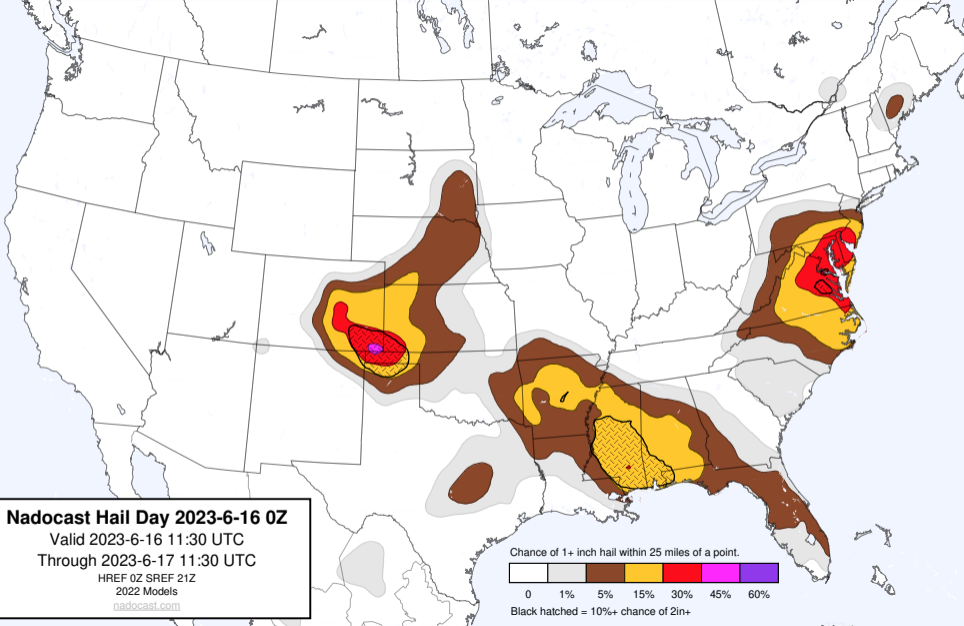 Nadocast Hail Day 2023-6-16 0Z
Valid 2023-6-16 11:30 UTC
Through 2023-6-17 11:30 UTC
HREF 0Z SREF 21Z
2022 Models
nadocast.com
Chance of 1+ inch hail within 25 miles of a point.
0 1% 5% 15% 30% 45% 60%
Black hatched = 10%+ chance of 2in+